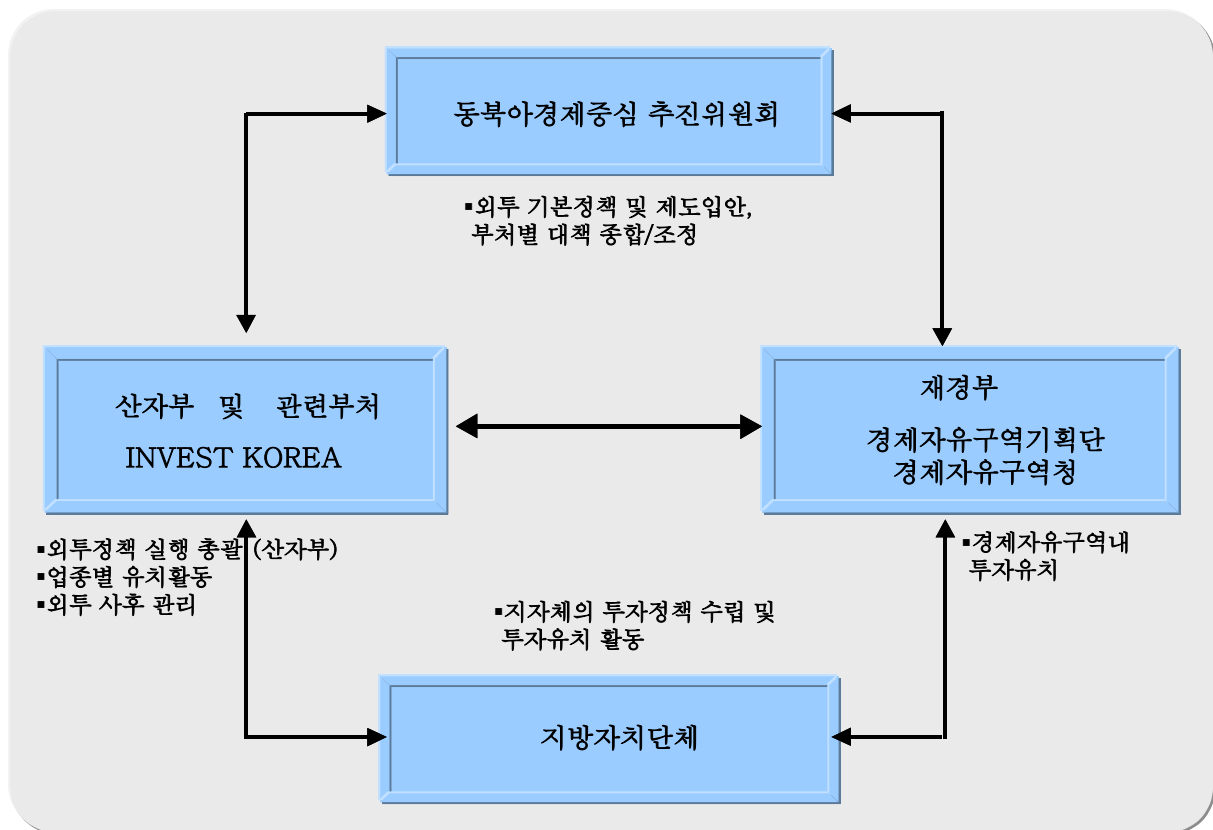 동북아경제중심 추진위원회
▪외투 기본정책 및 제도입안,
부처별 대책 종합/조정
산자부 및 관련부처
INVEST KOREA
재경부
경제자유구역기획단
경제자유구역청
▪외투정책 실행 총괄 (산자부)
▪업종별 유치활동
▪외투 사후 관리
▪경제자유구역내
투자유치
▪지자체의 투자정책 수립 및
투자유치 활동
지방자치단체